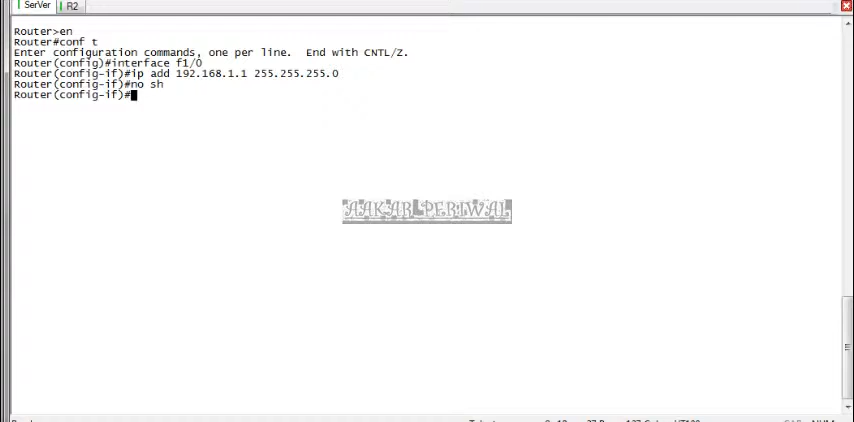 SerVer R2
Router>en
Router#conf t
Enter configuration commands, one per line. End with CNTL/Z.
Router(config)#interface f1/0
Router(config-if)#ip add 192.168.1.1 255.255.255.0
Router(config-if)#no sh
Router(config-if)#
AAKAR PERIWAL